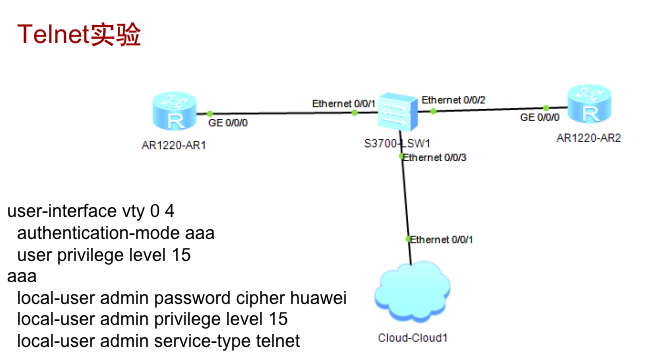 Telnet实验
Ethernet 0/0/1
Ethernet 0/0/2
GE 0/0/0
GE 0/0/0
R
R
AR1220-AR1
S3700-LSW1
AR1220-AR2
Ethernet 0/0/3
user-interface vty 0 4
authentication-mode aaa
user privilege level 15
aaa
local-user admin password cipher huawei
local-user admin privilege level 15
local-user admin service-type telnet
Ethernet 0/0/1
Cloud-Cloud1